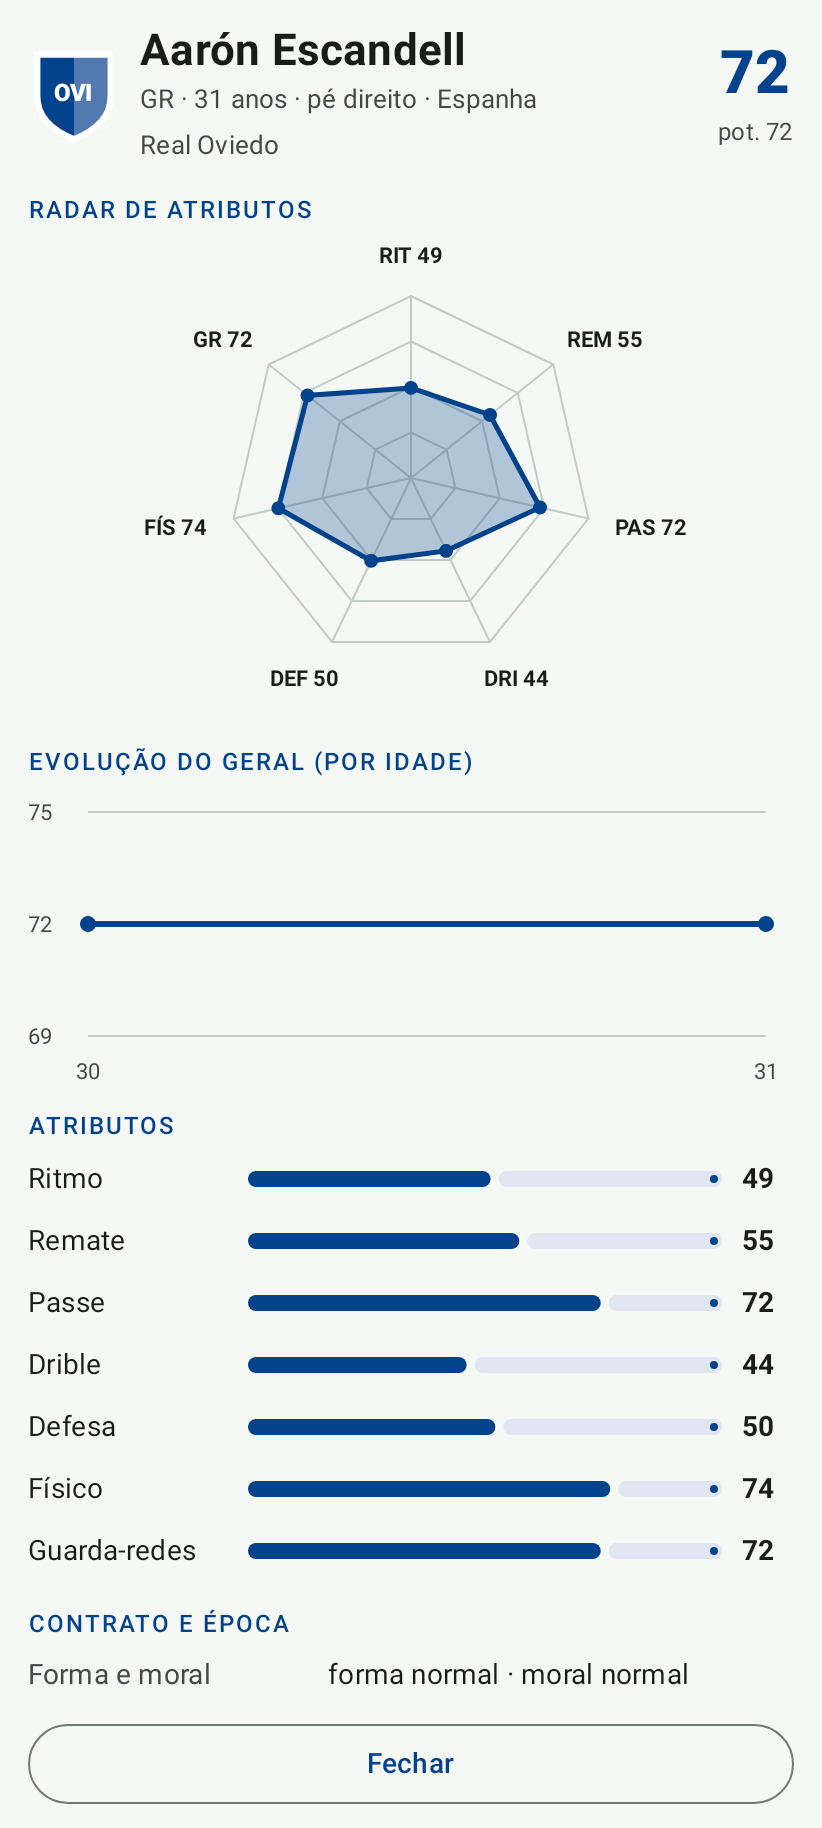 OVI
Aarón Escandell
GR · 31 anos · pé direito · Espanha
Real Oviedo
72
pot. 72
RADAR DE ATRIBUTOS
RIT 49
GR 72
REM 55
FÍS 74
PAS 72
DEF 50
DRI 44
EVOLUÇÃO DO GERAL (POR IDADE)
75
72
69
30
31
ATRIBUTOS
Ritmo 49
Remate 55
Passe 72
Drible 44
Defesa 50
Físico 74
Guarda-redes 72
CONTRATO E ÉPOCA
Forma e moral forma normal · moral normal
Fechar